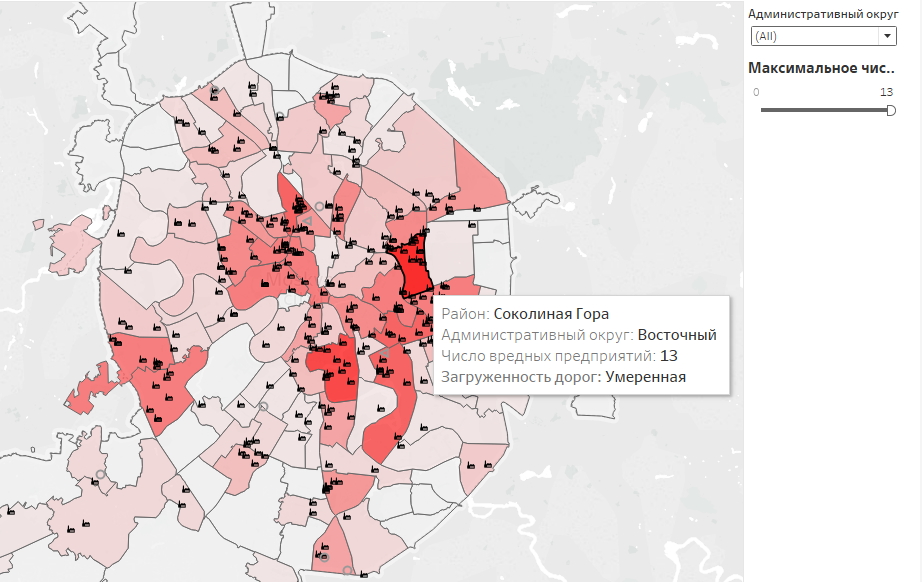 Административный округ
(All)
Максимальное чис..
0 13
Район: Соколиная Гора
Административный округ: Восточный
Число вредных предприятий: 13
Загруженность дорог: Умеренная